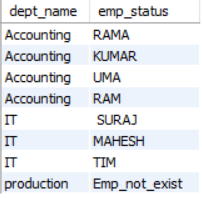 dept_name emp_status
Accounting RAMA
Accounting KUMAR
Accounting UMA
Accounting RAM
IT SURAJ
IT MAHESH
IT TIM
production Emp_not_exist